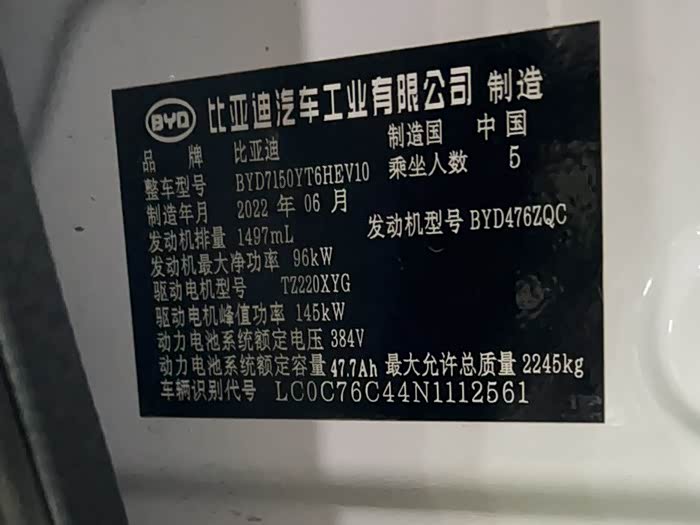 BYD 比亚迪汽车工业有限公司 制造
品牌 比亚迪 制造国 中国
整车型号 BYD7150YT6HEV10 乘坐人数 5
制造年月 2022 年 06 月
发动机排量 1497mL 发动机型号 BYD476ZQC
发动机最大净功率 96kW
驱动电机型号 TZ220XYG
驱动电机峰值功率 145kW
动力电池系统额定电压 384V
动力电池系统额定容量 47.7Ah 最大允许总质量 2245kg
车辆识别代号 LC0C76C44N1112561